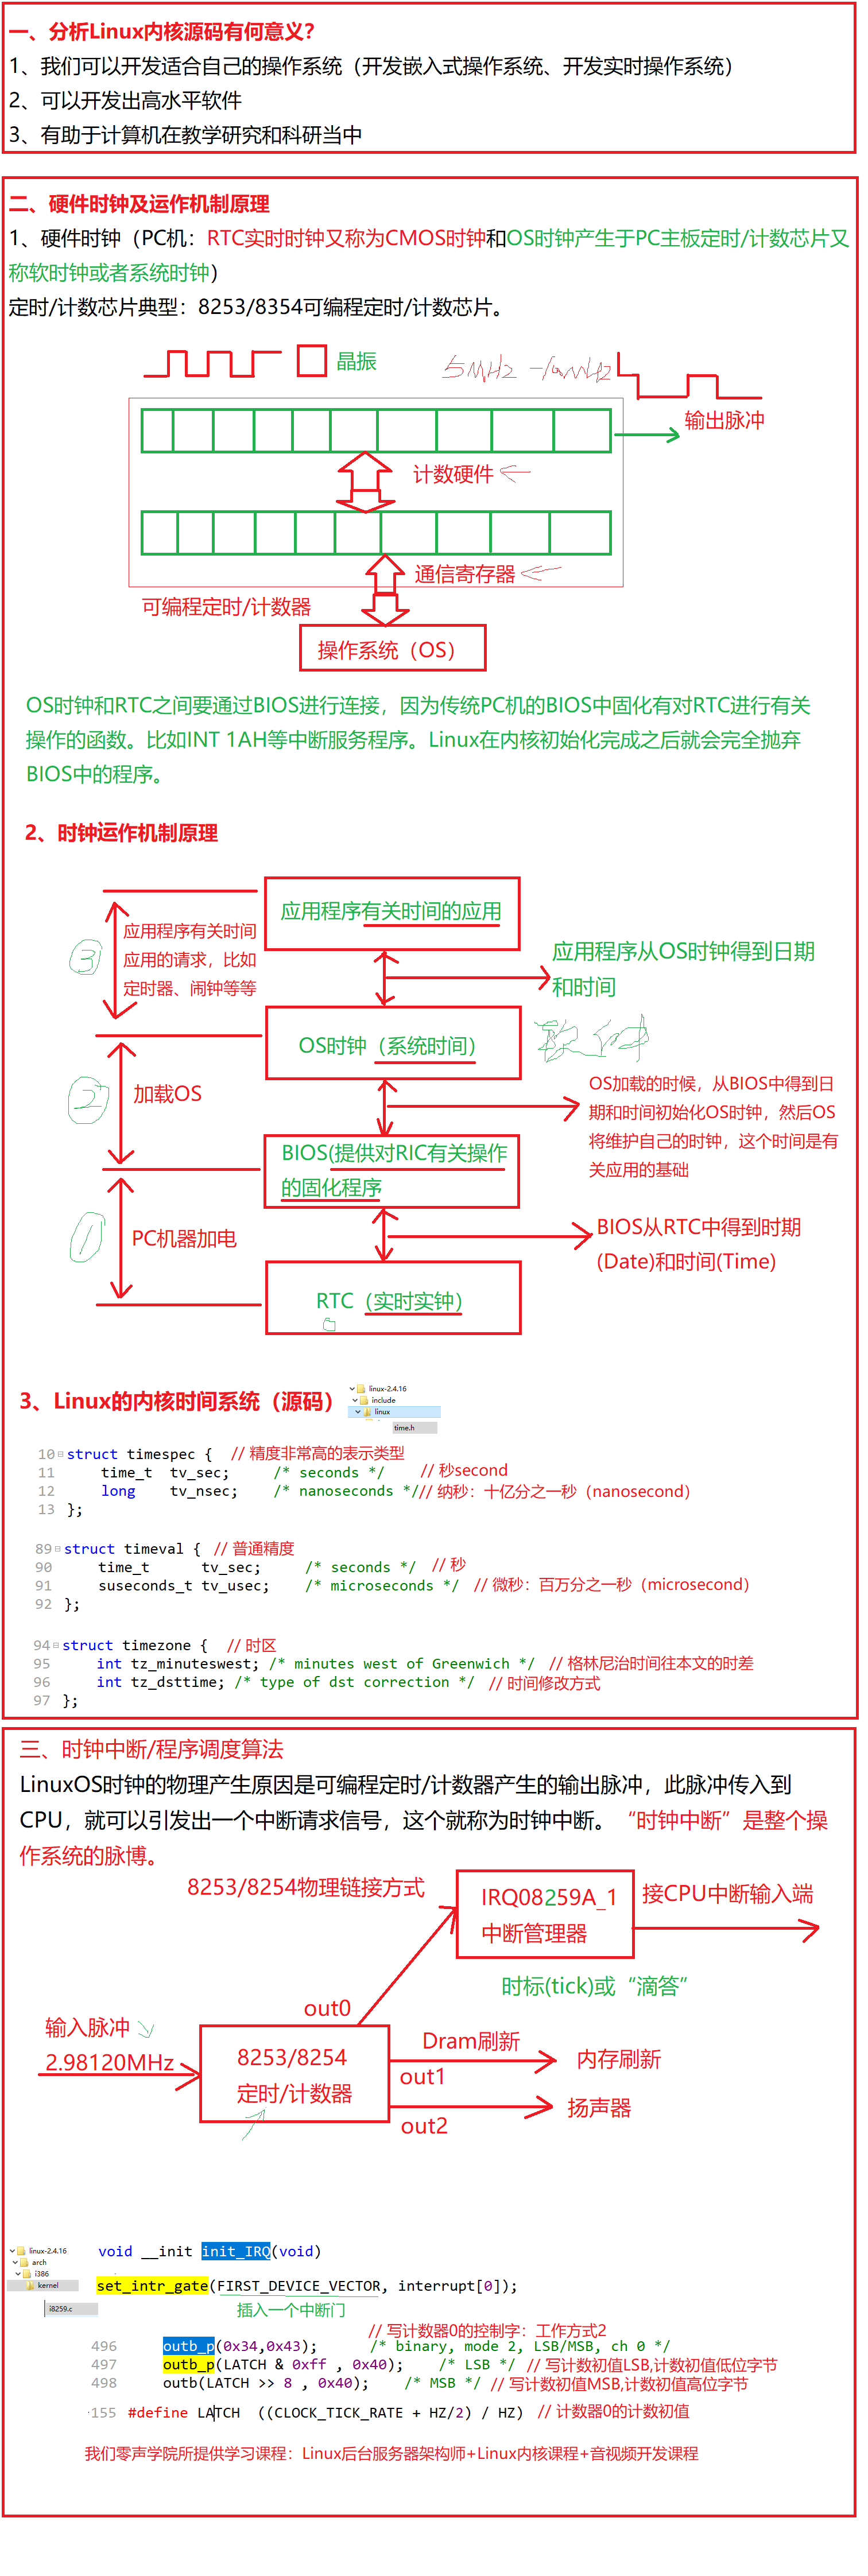 一、分析Linux内核源码有何意义？
1、我们可以开发适合自己的操作系统（开发嵌入式操作系统、开发实时操作系统）
2、可以开发出高水平软件
3、有助于计算机在教学研究和科研当中
二、硬件时钟及运作机制原理
1、硬件时钟（PC机：RTC实时时钟又称为CMOS时钟和OS时钟产生于PC主板定时/计数芯片又
称软时钟或者系统时钟）
定时/计数芯片典型：8253/8354可编程定时/计数芯片。
晶振
5MHz -10MHz
输出脉冲
计数硬件
通信寄存器
可编程定时/计数器
操作系统（OS）
OS时钟和RTC之间要通过BIOS进行连接，因为传统PC机的BIOS中固化有对RTC进行有关
操作的函数。比如INT 1AH等中断服务程序。Linux在内核初始化完成之后就会完全抛弃
BIOS中的程序。
2、时钟运作机制原理
应用程序有关时间的应用
③
应用程序有关时间
应用的请求，比如
定时器、闹钟等等
应用程序从OS时钟得到日期
和时间
OS时钟（系统时间）
软时钟
②
加载OS
OS加载的时候，从BIOS中得到日
期和时间初始化OS时钟，然后OS
将维护自己的时钟，这个时间是有
关应用的基础
BIOS(提供对RIC有关操作
的固化程序
①
PC机器加电
BIOS从RTC中得到时期
(Date)和时间(Time)
RTC（实时实钟）
3、Linux的内核时间系统（源码）
linux-2.4.16
include
linux
time.h
10 struct timespec { // 精度非常高的表示类型
11 time_t tv_sec; /* seconds */ // 秒second
12 long tv_nsec; /* nanoseconds */// 纳秒：十亿分之一秒（nanosecond）
13 };
89 struct timeval { // 普通精度
90 time_t tv_sec; /* seconds */ // 秒
91 suseconds_t tv_usec; /* microseconds */ // 微秒：百万分之一秒（microsecond）
92 };
94 struct timezone { // 时区
95 int tz_minuteswest; /* minutes west of Greenwich */ // 格林尼治时间往本文的时差
96 int tz_dsttime; /* type of dst correction */ // 时间修改方式
97 };
三、时钟中断/程序调度算法
LinuxOS时钟的物理产生原因是可编程定时/计数器产生的输出脉冲，此脉冲传入到
CPU，就可以引发出一个中断请求信号，这个就称为时钟中断。“时钟中断”是整个操
作系统的脉博。
8253/8254物理链接方式
IRQ08259A_1
中断管理器
接CPU中断输入端
时标(tick)或“滴答”
out0
输入脉冲
2.98120MHz
8253/8254
定时/计数器
Dram刷新
out1
内存刷新
out2
扬声器
linux-2.4.16
arch
i386
kernel
i8259.c
void __init init_IRQ(void)
set_intr_gate(FIRST_DEVICE_VECTOR, interrupt[0]);
插入一个中断门
// 写计数器0的控制字：工作方式2
496 outb_p(0x34,0x43); /* binary, mode 2, LSB/MSB, ch 0 */
497 outb_p(LATCH & 0xff , 0x40); /* LSB */ // 写计数初值LSB,计数初值低位字节
498 outb(LATCH >> 8 , 0x40); /* MSB */ // 写计数初值MSB,计数初值高位字节
155 #define LATCH ((CLOCK_TICK_RATE + HZ/2) / HZ) // 计数器0的计数初值
我们零声学院所提供学习课程：Linux后台服务器架构师+Linux内核课程+音视频开发课程